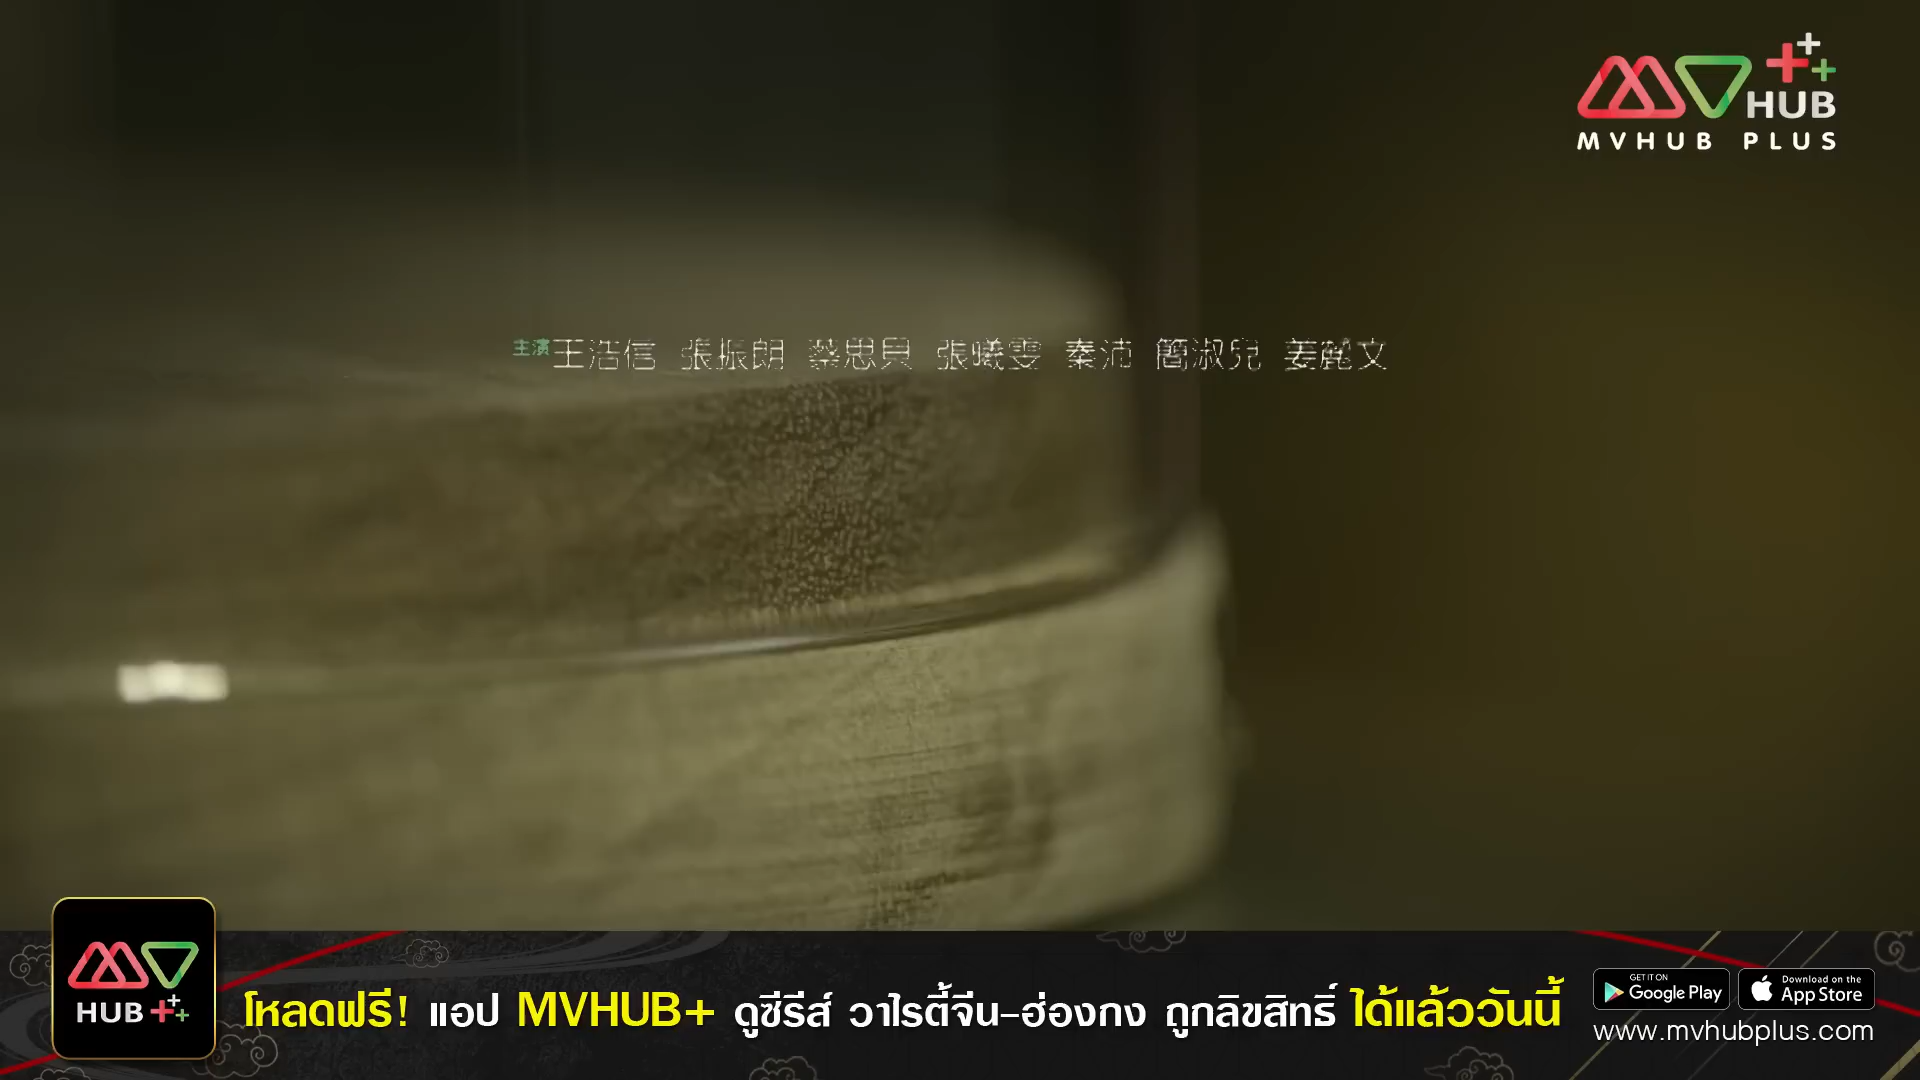 HUB
MVHUB PLUS
主演 王浩信 張振朗 蔡思貝 張曦雯 秦沛 簡淑兒 姜麗文
HUB
โหลดฟรี! แอป MVHUB+ ดูซีรีส์ วาไรตี้จีน-ฮ่องกง ถูกลิขสิทธิ์ ได้แล้ววันนี้
GET IT ON
Google Play
Download on the
App Store
www.mvhubplus.com